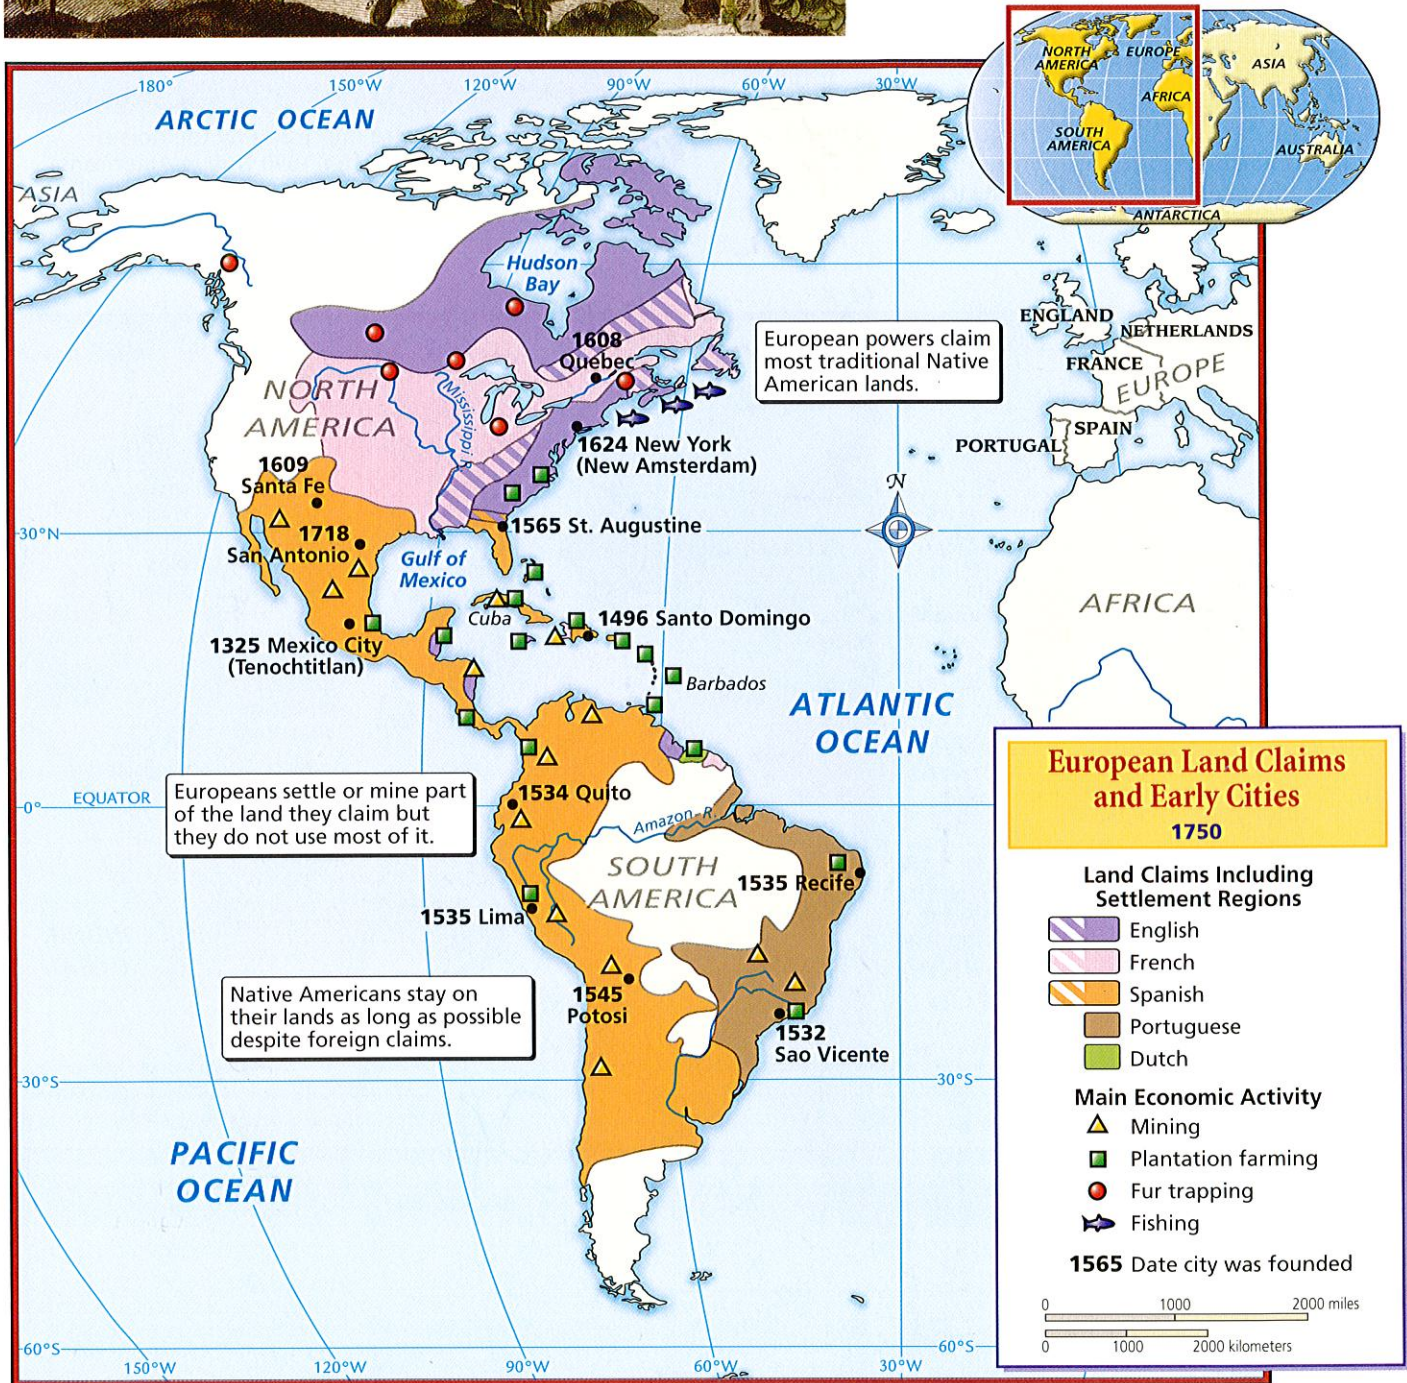 180°
150°W
120°W
90°W
60°W
30°W
ARCTIC OCEAN
NORTH
AMERICA
EUROPE
ASIA
AFRICA
SOUTH
AMERICA
AUSTRALIA
ANTARCTICA
ASIA
Hudson
Bay
1608
Quebec
European powers claim
most traditional Native
American lands.
ENGLAND
NETHERLANDS
FRANCE
EUROPE
SPAIN
PORTUGAL
NORTH
AMERICA
Mississippi R.
1624 New York
(New Amsterdam)
1609
Santa Fe
N
30°N
1718
San Antonio
1565 St. Augustine
Gulf of
Mexico
AFRICA
Cuba
1496 Santo Domingo
1325 Mexico City
(Tenochtitlan)
Barbados
ATLANTIC
OCEAN
Europeans settle or mine part
of the land they claim but
they do not use most of it.
0°
EQUATOR
1534 Quito
Amazon R.
SOUTH
AMERICA
1535 Recife
1535 Lima
Native Americans stay on
their lands as long as possible
despite foreign claims.
1545
Potosi
1532
Sao Vicente
30°S
30°S
PACIFIC
OCEAN
60°S
60°S
150°W
120°W
90°W
60°W
30°W
European Land Claims
and Early Cities
1750
Land Claims Including
Settlement Regions
English
French
Spanish
Portuguese
Dutch
Main Economic Activity
Mining
Plantation farming
Fur trapping
Fishing
1565 Date city was founded
0 1000 2000 miles
0 1000 2000 kilometers